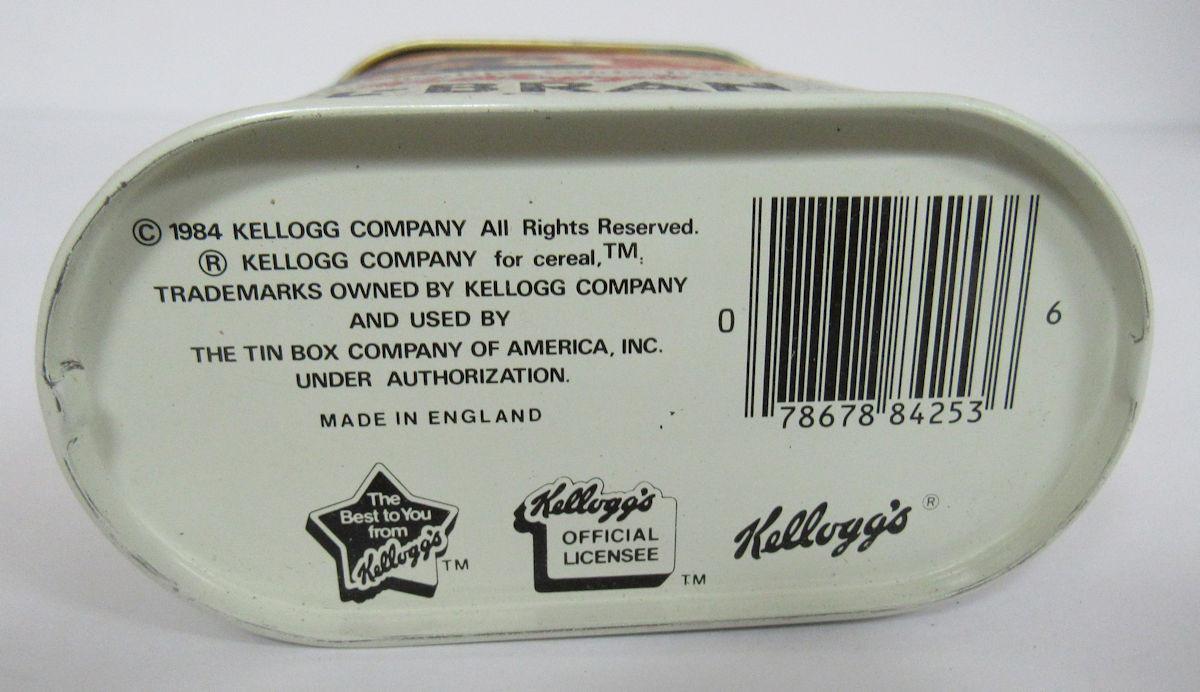 BRAN
© 1984 KELLOGG COMPANY All Rights Reserved.
® KELLOGG COMPANY for cereal,™;
TRADEMARKS OWNED BY KELLOGG COMPANY
AND USED BY
THE TIN BOX COMPANY OF AMERICA, INC.
UNDER AUTHORIZATION.
MADE IN ENGLAND
0 78678 84253 6
The
Best to You
from
Kellogg's ™
Kellogg's
OFFICIAL
LICENSEE ™
Kellogg's ®